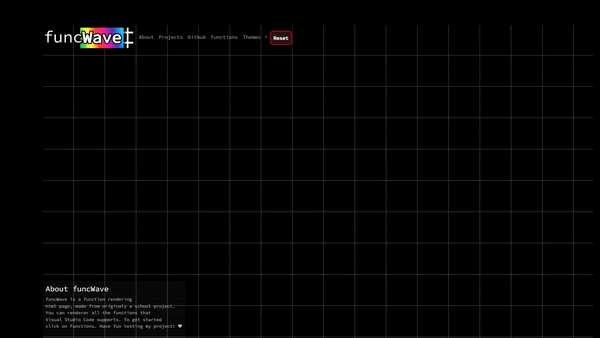 funcWave‡
About Projects Github Functions Themes Reset
About funcWave
funcWave is a function rendering
html page, made from originaly a school project.
You can renderer all the functions that
Visual Studio Code supports. To get started
click on Functions. Have fun testing my project: ♥